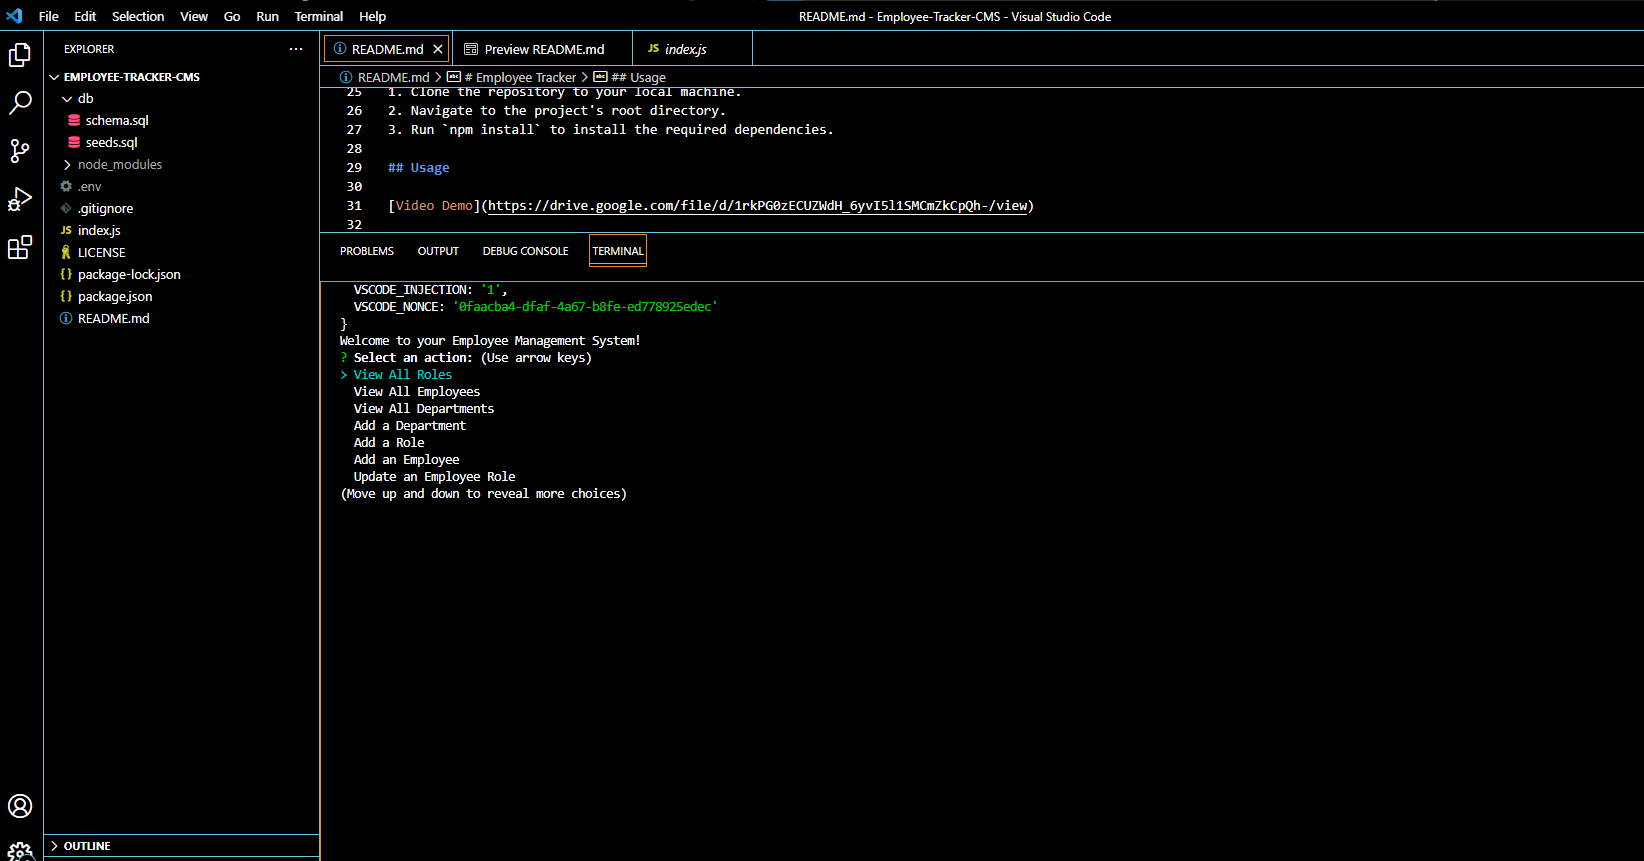 File Edit Selection View Go Run Terminal Help
README.md - Employee-Tracker-CMS - Visual Studio Code
EXPLORER ...
EMPLOYEE-TRACKER-CMS
db
schema.sql
seeds.sql
node_modules
.env
.gitignore
JS index.js
LICENSE
{} package-lock.json
{} package.json
README.md
OUTLINE
README.md Preview README.md JS index.js
README.md > abc # Employee Tracker > abc ## Usage
25 1. Clone the repository to your local machine.
26 2. Navigate to the project's root directory.
27 3. Run `npm install` to install the required dependencies.
28
29 ## Usage
30
31 [Video Demo](https://drive.google.com/file/d/1rkPG0zECUZWdH_6yvI5l1SMCmZkCpQh-/view)
32
PROBLEMS OUTPUT DEBUG CONSOLE TERMINAL
VSCODE_INJECTION: '1',
VSCODE_NONCE: '0faacba4-dfaf-4a67-b8fe-ed778925edec'
}
Welcome to your Employee Management System!
? Select an action: (Use arrow keys)
> View All Roles
View All Employees
View All Departments
Add a Department
Add a Role
Add an Employee
Update an Employee Role
(Move up and down to reveal more choices)